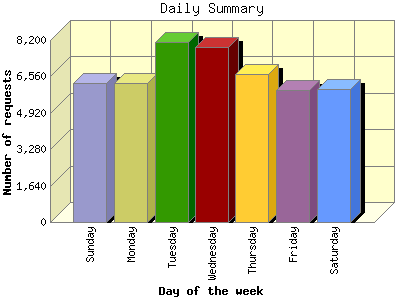 Daily Summary
Number of requests
8,200
6,560
4,920
3,280
1,640
0
Sunday
Monday
Tuesday
Wednesday
Thursday
Friday
Saturday
Day of the week